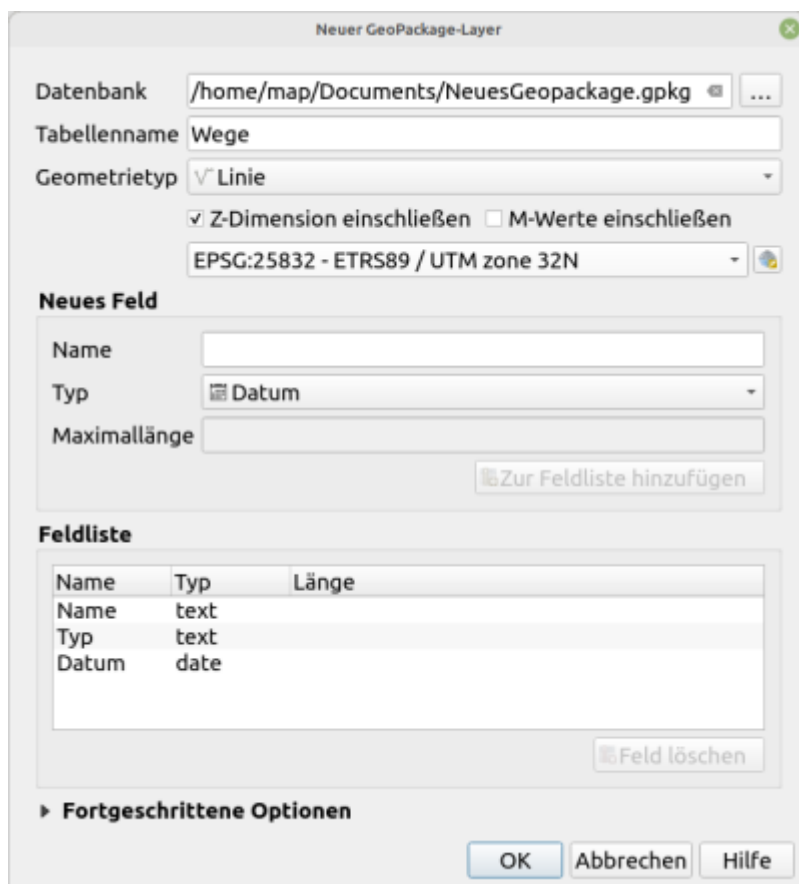 Neuer GeoPackage-Layer
Datenbank /home/map/Documents/NeuesGeopackage.gpkg ...
Tabellenname Wege
Geometrietyp Linie
Z-Dimension einschließen M-Werte einschließen
EPSG:25832 - ETRS89 / UTM zone 32N
Neues Feld
Name
Typ Datum
Maximallänge
Zur Feldliste hinzufügen
Feldliste
Name Typ Länge
Name text
Typ text
Datum date
Feld löschen
Fortgeschrittene Optionen
OK Abbrechen Hilfe